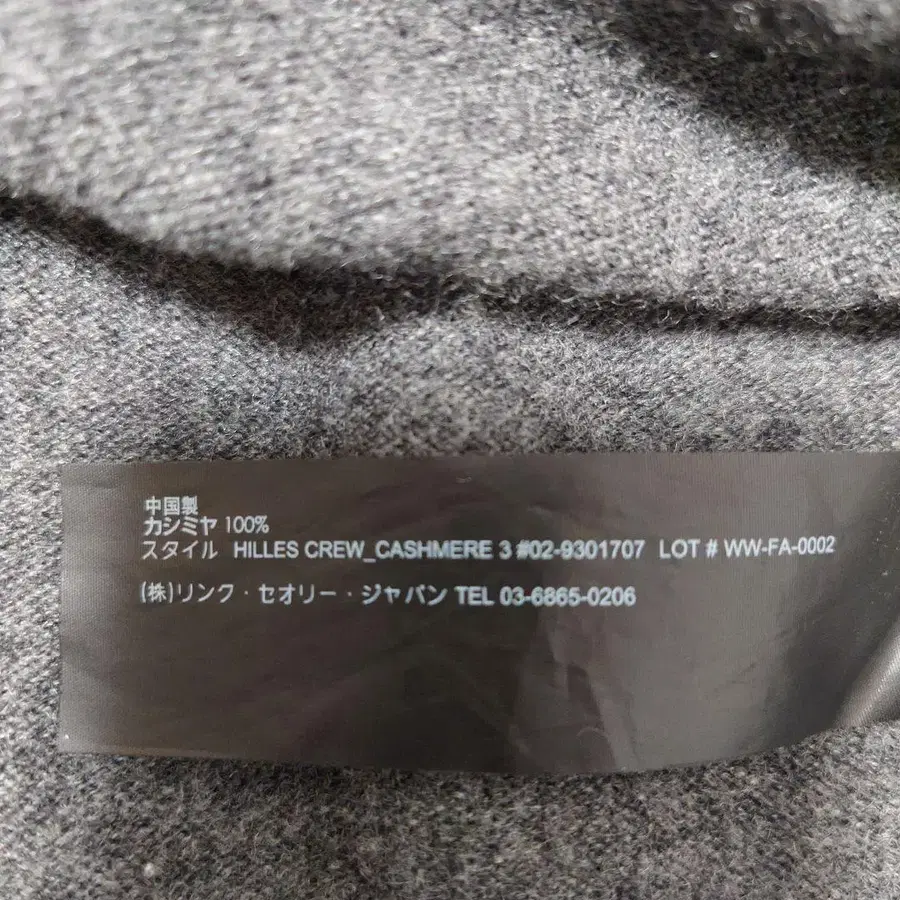 中国製
カシミヤ 100%
スタイル HILLES CREW_CASHMERE 3 #02-9301707 LOT # WW-FA-0002
(株)リンク・セオリー・ジャパン TEL 03-6865-0206